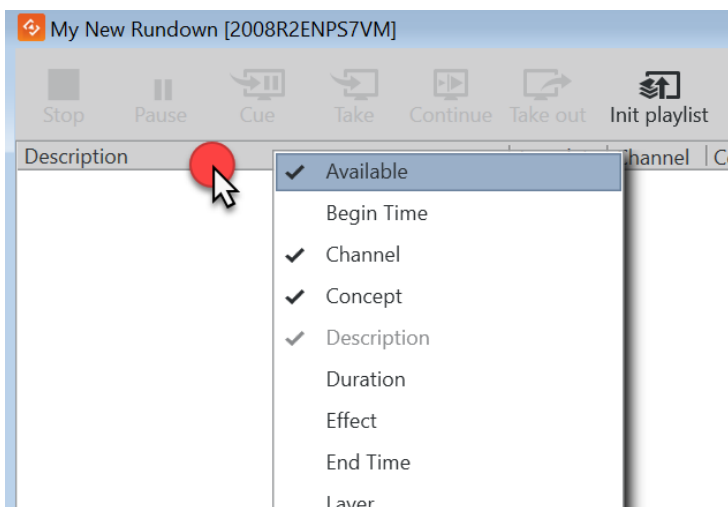 My New Rundown [2008R2ENPS7VM]
Stop Pause Cue Take Continue Take out Init playlist
Description Channel
Available
Begin Time
Channel
Concept
Description
Duration
Effect
End Time
Layer